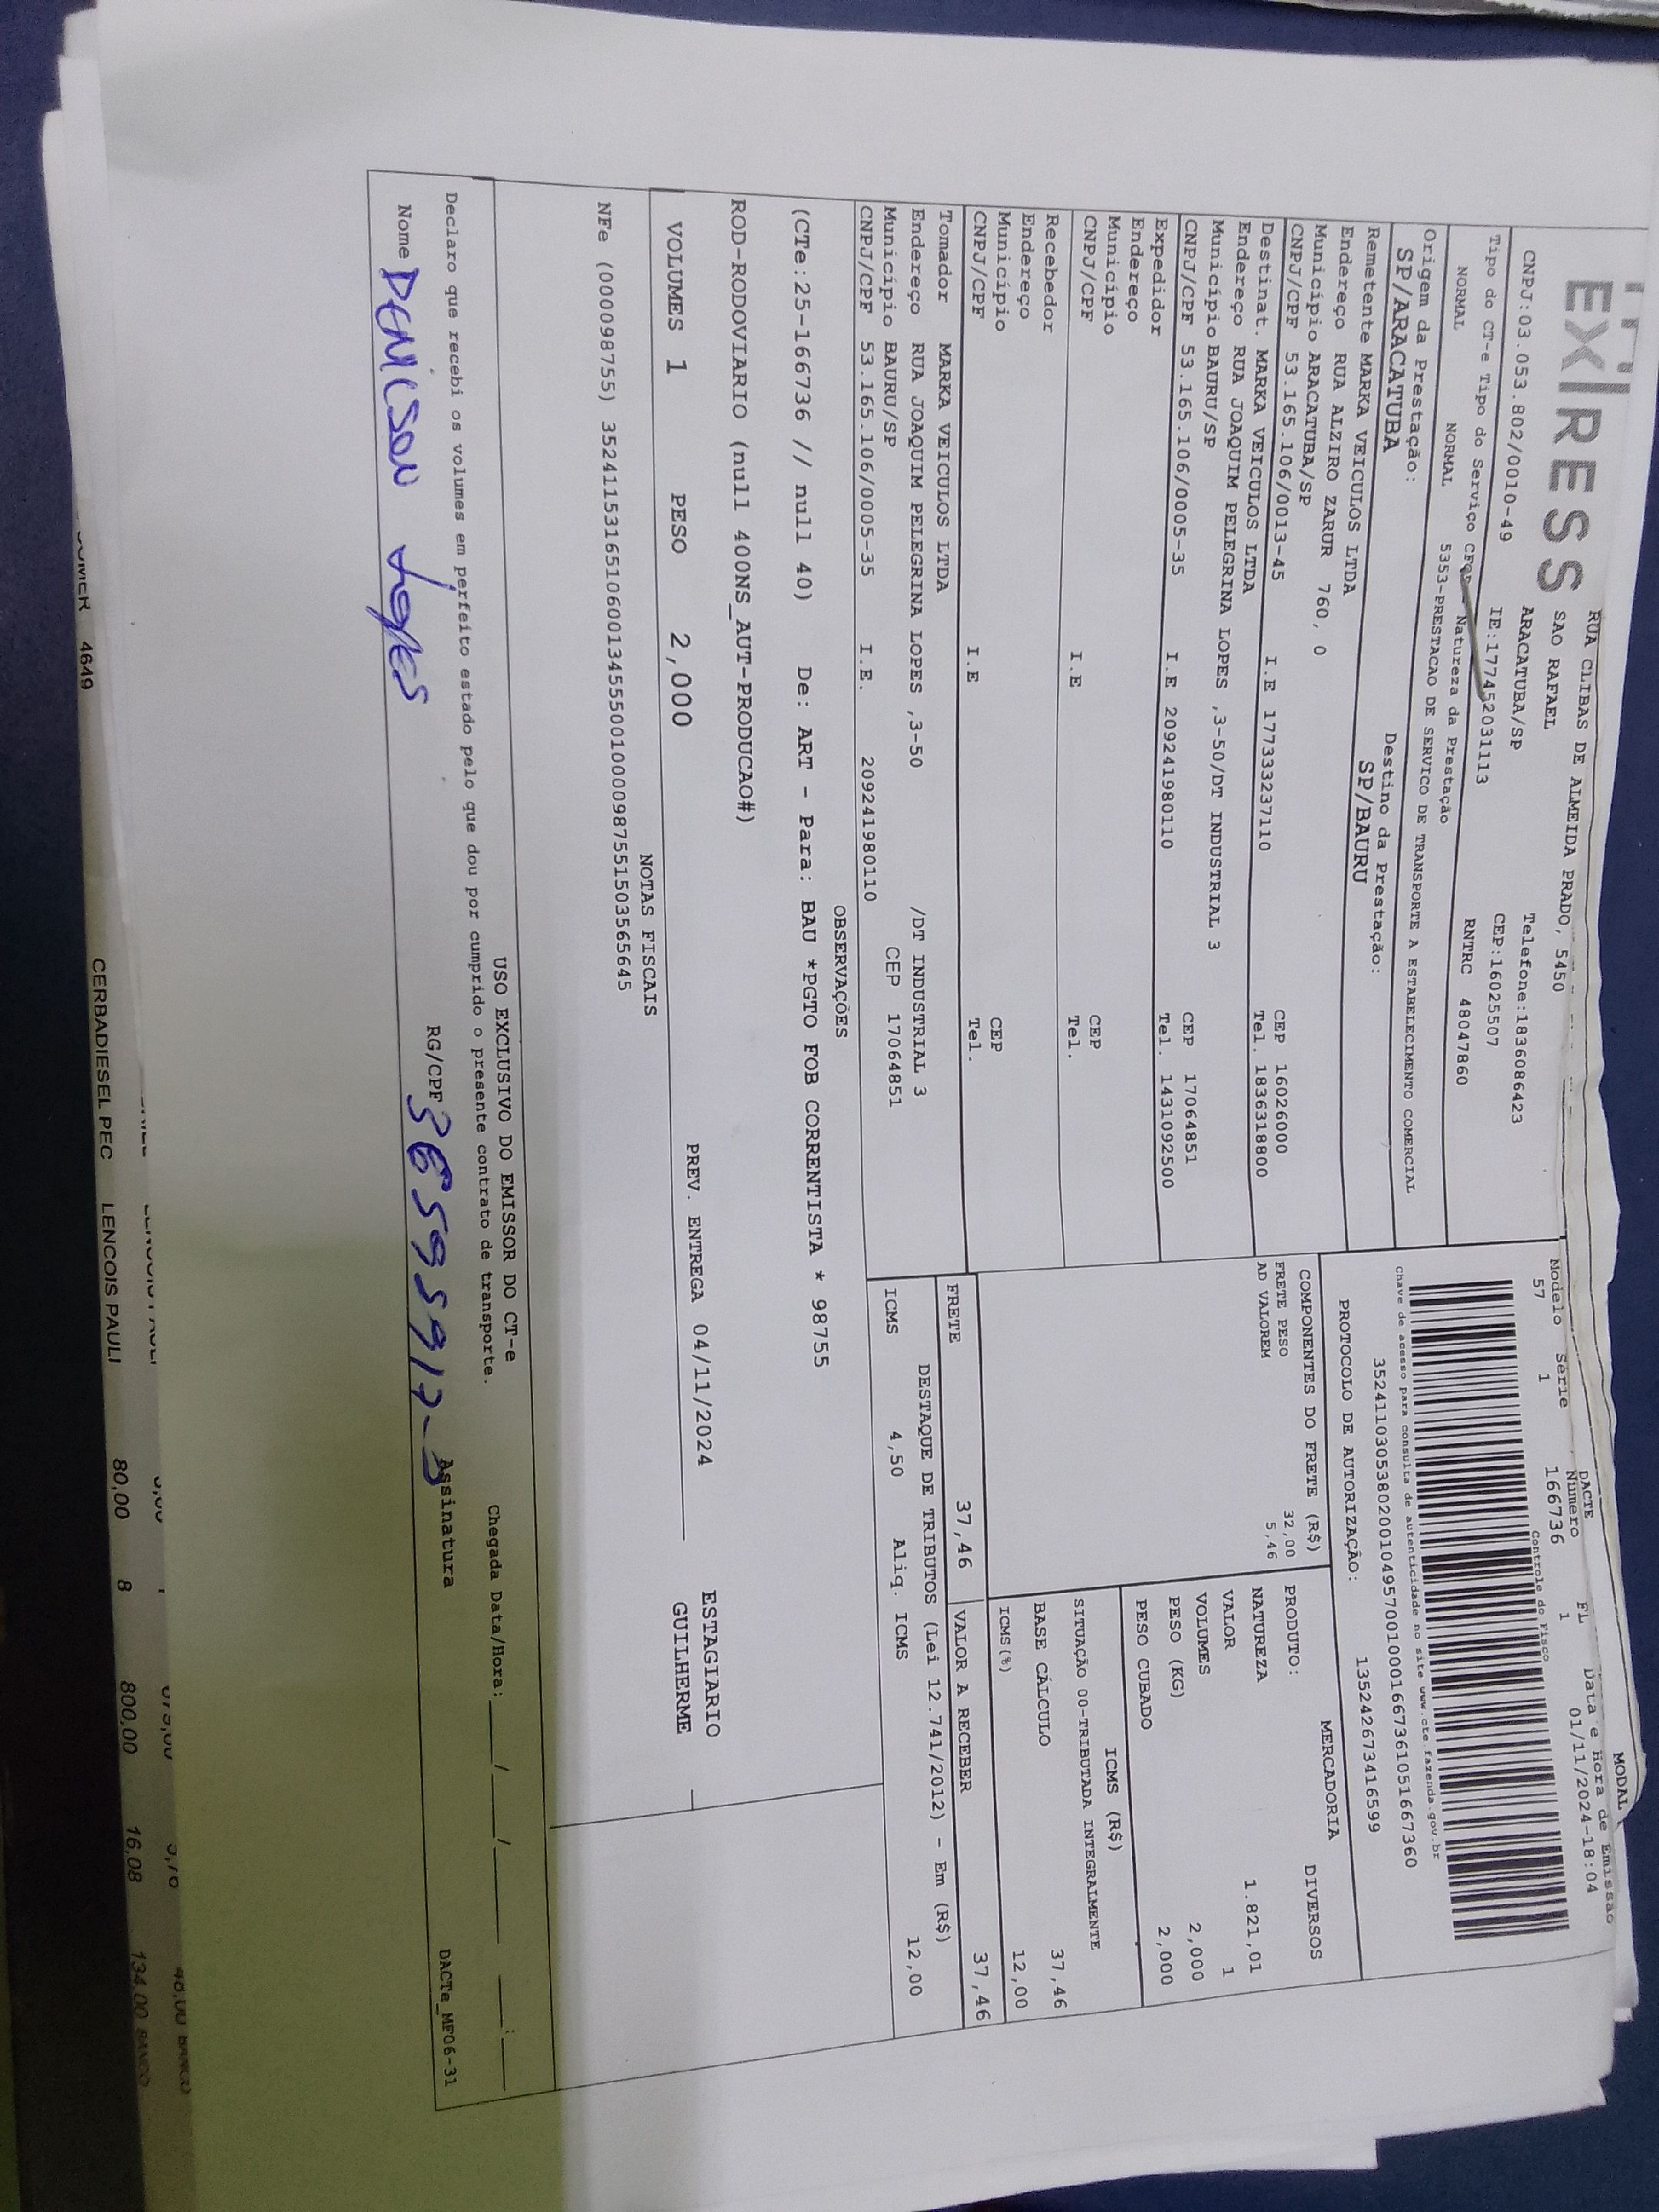 EXPRESS
RUA CLIBAS DE ALMEIDA PRADO, 5450
SAO RAFAEL
ARACATUBA/SP
Telefone:1836086423
CNPJ:03.053.802/0010-49
IE:177452031113
CEP:16025507
Tipo do CT-e Tipo do Serviço Natureza da Prestação
RNTRC 48047860
NORMAL NORMAL 5353-PRESTACAO DE SERVICO DE TRANSPORTE A ESTABELECIMENTO COMERCIAL
MODAL
DACTE
Modelo Série Número FL Data e Hora de Emissão
57 1 166736 1 01/11/2024-18:04
Controle do Fisco
Chave de acesso para consulta de autenticidade no site www.cte.fazenda.gov.br
35241103053802001049570010001667361051667360
PROTOCOLO DE AUTORIZAÇÃO: 135242673416599
Origem da Prestação: Destino da Prestação:
SP/ARACATUBA SP/BAURU
Remetente MARKA VEICULOS LTDA
Endereço RUA ALZIRO ZARUR 760, 0
Município ARACATUBA/SP CEP 16026000
CNPJ/CPF 53.165.106/0013-45 I.E 177333237110 Tel. 1836318800
Destinat. MARKA VEICULOS LTDA
Endereço RUA JOAQUIM PELEGRINA LOPES ,3-50/DT INDUSTRIAL 3
Município BAURU/SP CEP 17064851
CNPJ/CPF 53.165.106/0005-35 I.E 209241980110 Tel. 1431092500
Expedidor
Endereço
Município CEP
CNPJ/CPF I.E Tel.
Recebedor
Endereço
Município CEP
CNPJ/CPF I.E Tel.
Tomador MARKA VEICULOS LTDA
Endereço RUA JOAQUIM PELEGRINA LOPES ,3-50 /DT INDUSTRIAL 3
Município BAURU/SP CEP 17064851
CNPJ/CPF 53.165.106/0005-35 I.E. 209241980110
COMPONENTES DO FRETE (R$)
FRETE PESO 32,00
AD VALOREM 5,46
MERCADORIA
PRODUTO: DIVERSOS
NATUREZA
VALOR 1.821,01
VOLUMES 1
PESO (KG) 2,000
PESO CUBADO 2,000
ICMS (R$)
SITUAÇÃO 00-TRIBUTADA INTEGRALMENTE
BASE CÁLCULO 37,46
ICMS(%) 12,00
FRETE 37,46 VALOR A RECEBER 37,46
DESTAQUE DE TRIBUTOS (Lei 12.741/2012) - Em (R$)
ICMS 4,50 Aliq. ICMS 12,00
OBSERVAÇÕES
(CTe:25-166736 // null 40) De: ART - Para: BAU *PGTO FOB CORRENTISTA * 98755
ROD-RODOVIARIO (null 400NS_AUT-PRODUCAO#)
ESTAGIARIO
GUILHERME
VOLUMES 1 PESO 2,000 PREV. ENTREGA 04/11/2024
NOTAS FISCAIS
NFe (000098755) 35241153165106001345550010000987551503565645
USO EXCLUSIVO DO EMISSOR DO CT-e
Declaro que recebi os volumes em perfeito estado pelo que dou por cumprido o presente contrato de transporte. Chegada Data/Hora: / / :
Nome DENILSON LOPES RG/CPF Assinatura
DACTe_MF06-31
4649 CERBADIESEL PEC LENCOIS PAULI 80,00 8 800,00 16,08 134,00 BANCO